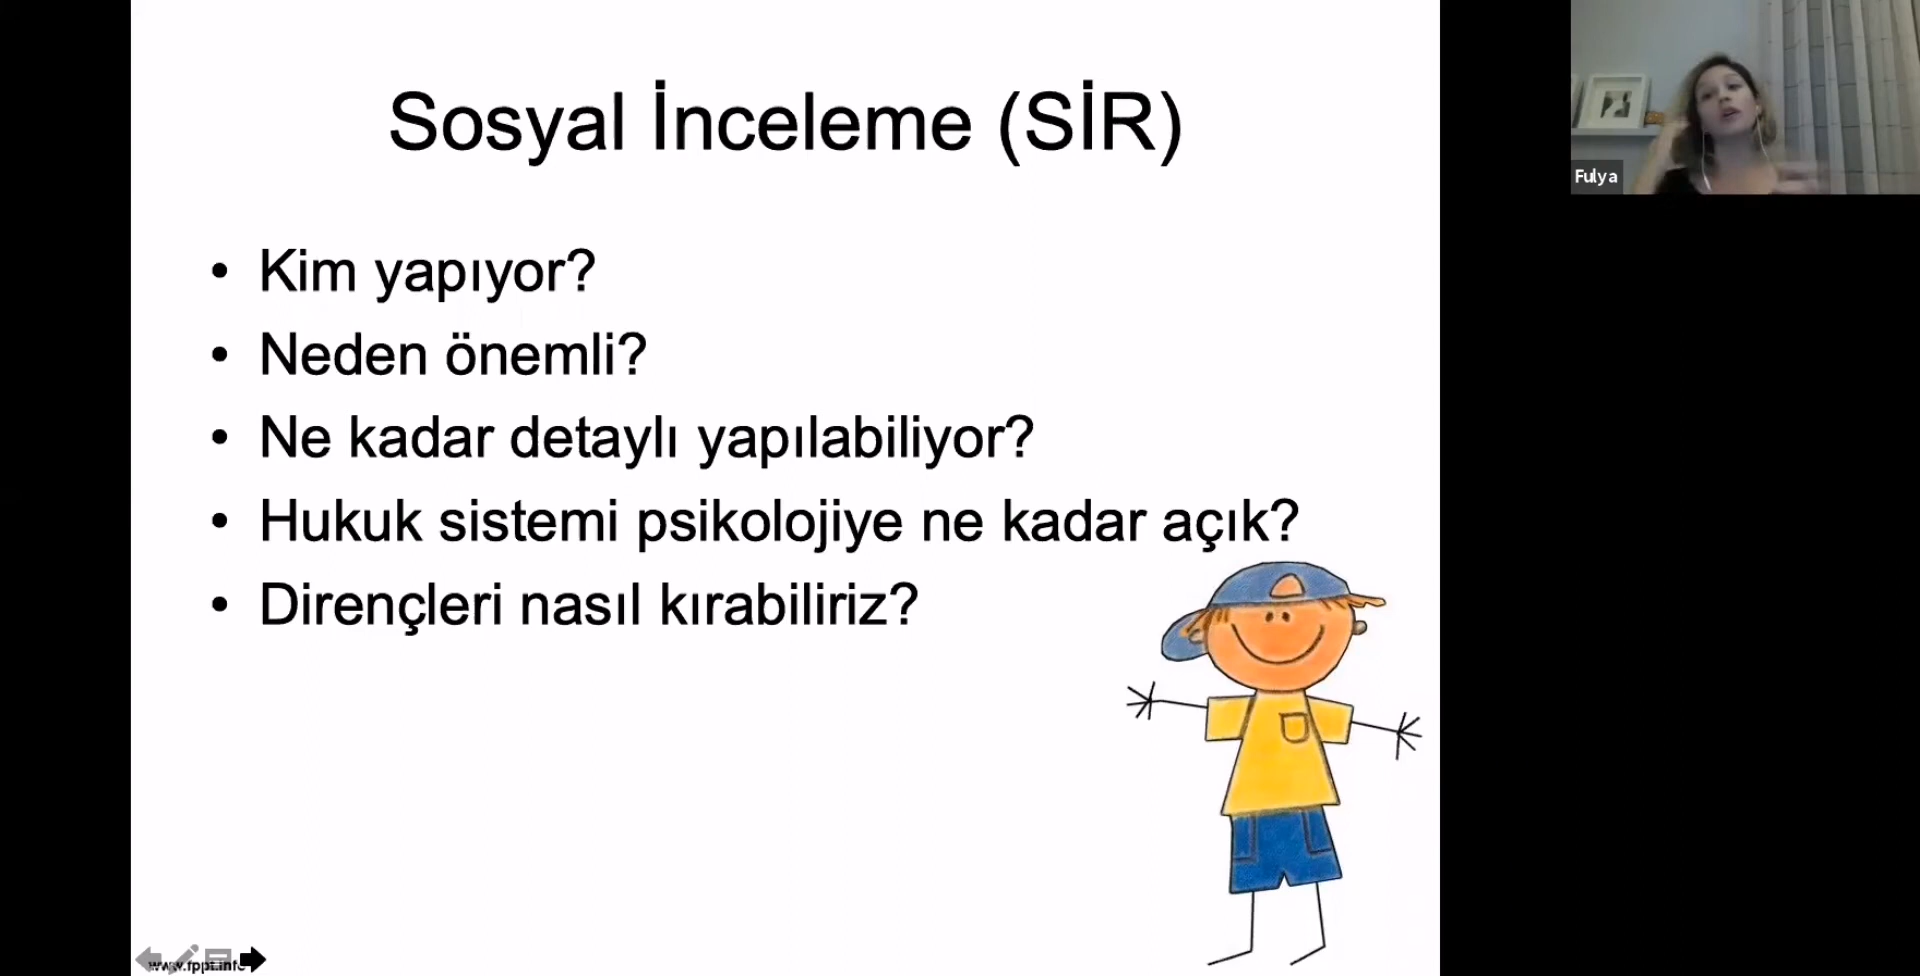 Sosyal İnceleme (SİR)
• Kim yapıyor?
• Neden önemli?
• Ne kadar detaylı yapılabiliyor?
• Hukuk sistemi psikolojiye ne kadar açık?
• Dirençleri nasıl kırabiliriz?
www.fppt.info
Fulya